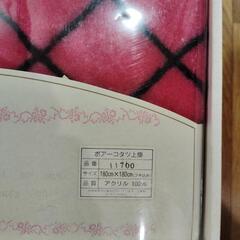 ボアーコタツ上掛
品番 11700
サイズ 180cm×180cm
品質 アクリル 100%